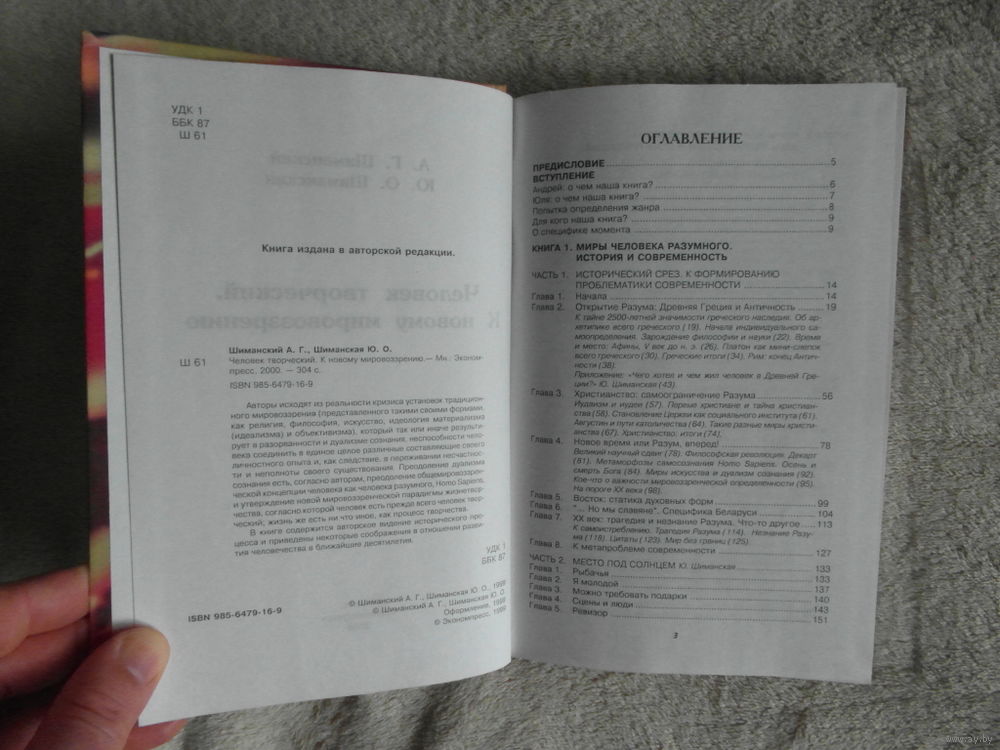 УДК 1
ББК 87
Ш 61
Книга издана в авторской редакции.
Шиманский А. Г., Шиманская Ю. О.
Ш 61
Человек творческий. К новому мировоззрению.— Мн.: Эконом-
пресс, 2000. — 304 с.
ISBN 985-6479-16-9
Авторы исходят из реальности кризиса установок традицион-
ного мировоззрения (представленного такими своими формами,
как религия, философия, искусство, идеология материализма
(идеализма) и объективизма), который так или иначе результи-
рует в разорванности и дуализме сознания, неспособности чело-
века соединить в единое целое различные составляющие своего
личностного опыта и, как следствие, в переживании несчастности
и неполноты своего существования. Преодоление дуализма
сознания есть, согласно авторам, преодоление общемировоззрен-
ческой концепции человека как человека разумного, Homo Sapiens,
и утверждение новой мировоззренческой парадигмы жизнетвор-
чества, согласно которой человек есть прежде всего человек твор-
ческий; жизнь же есть ни что иное, как процесс творчества.
В книге содержится авторское видение исторического про-
цесса и приведены некоторые соображения в отношении разви-
тия человечества в ближайшие десятилетия.
УДК 1
ББК 87
© Шиманский А. Г., Шиманская Ю. О., 1999
© Шиманский А. Г., Шиманская Ю. О.
Оформление, 1999
© Экономпресс, 1999
ISBN 985-6479-16-9
ОГЛАВЛЕНИЕ
ПРЕДИСЛОВИЕ 5
ВСТУПЛЕНИЕ
Андрей: о чем наша книга? 6
Юля: о чем наша книга? 7
Попытка определения жанра 8
Для кого наша книга? 9
О специфике момента 9
КНИГА 1. МИРЫ ЧЕЛОВЕКА РАЗУМНОГО.
ИСТОРИЯ И СОВРЕМЕННОСТЬ
ЧАСТЬ 1. ИСТОРИЧЕСКИЙ СРЕЗ. К ФОРМИРОВАНИЮ
ПРОБЛЕМАТИКИ СОВРЕМЕННОСТИ 14
Глава 1. Начала 14
Глава 2. Открытие Разума: Древняя Греция и Античность 19
К тайне 2500-летней значимости греческого наследия. Об ар-
хетипике всего греческого (19). Начала индивидуального са-
моопределения. Зарождение философии и науки (22). Время
и место: Афины, V век до н. э. (26). Платон как мини-слепок
всего греческого (30). Греческие итоги (34). Рим: конец Антич-
ности (38).
Приложение: «Чего хотел и чем жил человек в Древней Гре-
ции?» Ю. Шиманская (43).
Глава 3. Христианство: самоограничение Разума 56
Иудаизм и иудеи (57). Первые христиане и тайна христиан-
ства (58). Становление Церкви как социального института (61).
Августин и пути католичества (64). Такие разные миры христи-
анства (67). Христианство: итоги (74).
Глава 4. Новое время или Разум, вперед! 78
Великий научный сдвиг (78). Философская революция. Декарт
(81). Метаморфозы самосознания Homo Sapiens. Осень и
смерть Бога (84). Миры искусства и дуализм сознания (92).
Кое-что о важности мировоззренческой определенности (95).
На пороге XX века (98).
Глава 5. Восток: статика духовных форм 99
Глава 6. "... Но мы славяне". Специфика Беларуси 104
Глава 7. XX век: трагедия и незнание Разума. Что-то другое 113
К самоистреблению. Трагедия Разума (114). Незнание Разу-
ма (118). Цитаты (123). Мир без границ (125).
Глава 8. К метапроблеме современности 127
ЧАСТЬ 2. МЕСТО ПОД СОЛНЦЕМ Ю. Шиманская 133
Глава 1. Рыбачья 133
Глава 2. Я молодой 137
Глава 3. Можно требовать подарки 140
Глава 4. Сцены и люди 143
Глава 5. Ревизор 151
3
www.ay.by